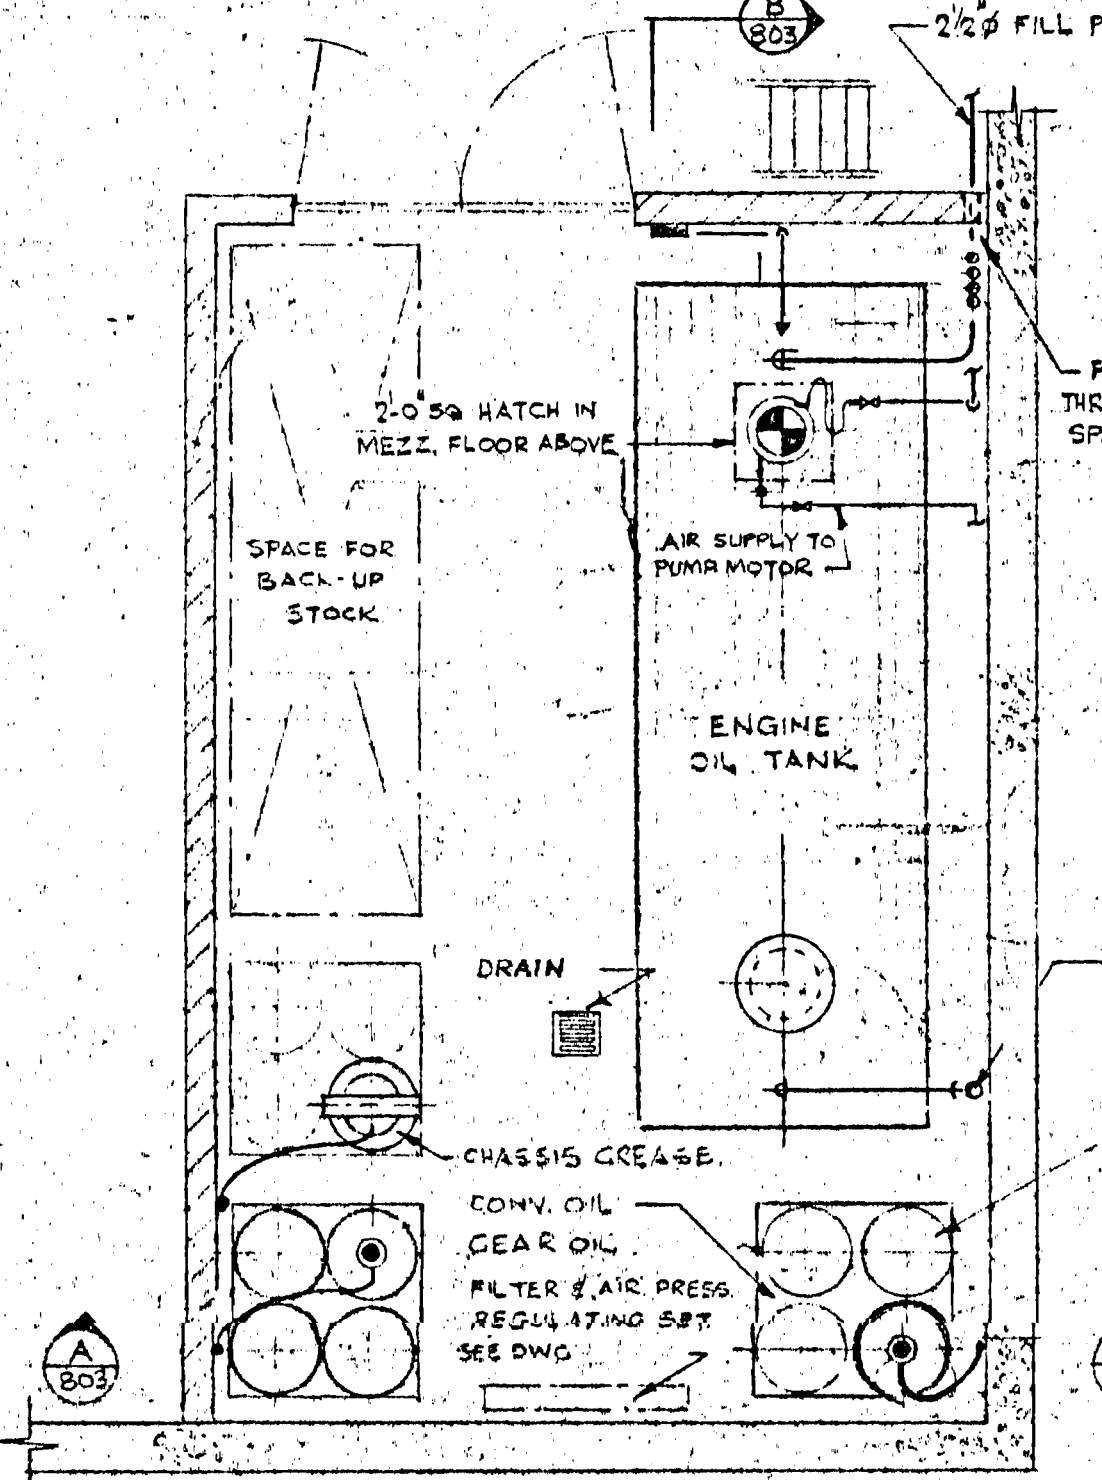 B
803
2½"ø FILL P
F
THR
SP
2'-0" SQ HATCH IN
MEZZ. FLOOR ABOVE
SPACE FOR
BACK-UP
STOCK
AIR SUPPLY TO
PUMP MOTOR
ENGINE
OIL TANK
DRAIN
CHASSIS GREASE
CONV. OIL
GEAR OIL
FILTER & AIR PRESS.
REGULATING SET
SEE DWG
A
803